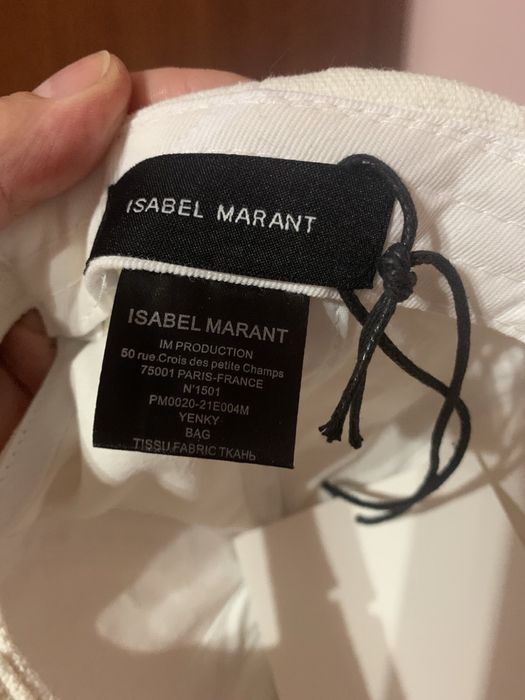 ISABEL MARANT
ISABEL MARANT
IM PRODUCTION
50 rue.Crois des petite Champs
75001 PARIS-FRANCE
N'1501
PM0020-21E004M
YENKY
BAG
TISSU FABRIC TKAHЬ